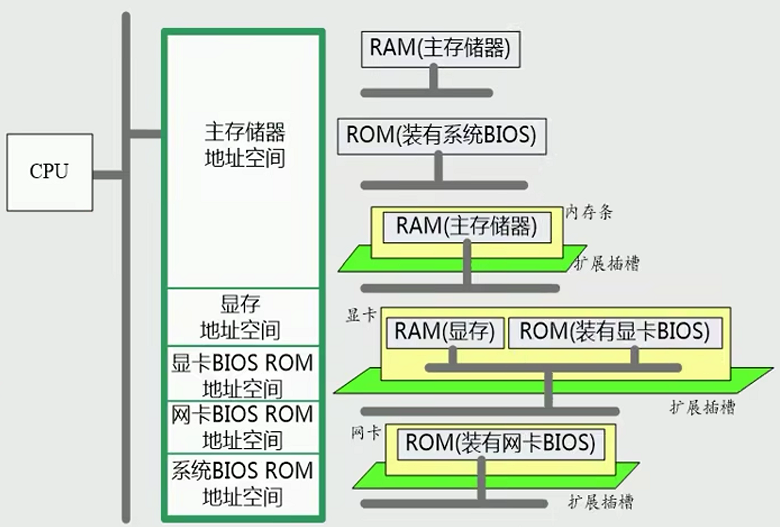 CPU
主存储器
地址空间
显存
地址空间
显卡BIOS ROM
地址空间
网卡BIOS ROM
地址空间
系统BIOS ROM
地址空间
RAM(主存储器)
ROM(装有系统BIOS)
内存条
RAM(主存储器)
扩展插槽
显卡
RAM(显存)
ROM(装有显卡BIOS)
扩展插槽
网卡
ROM(装有网卡BIOS)
扩展插槽